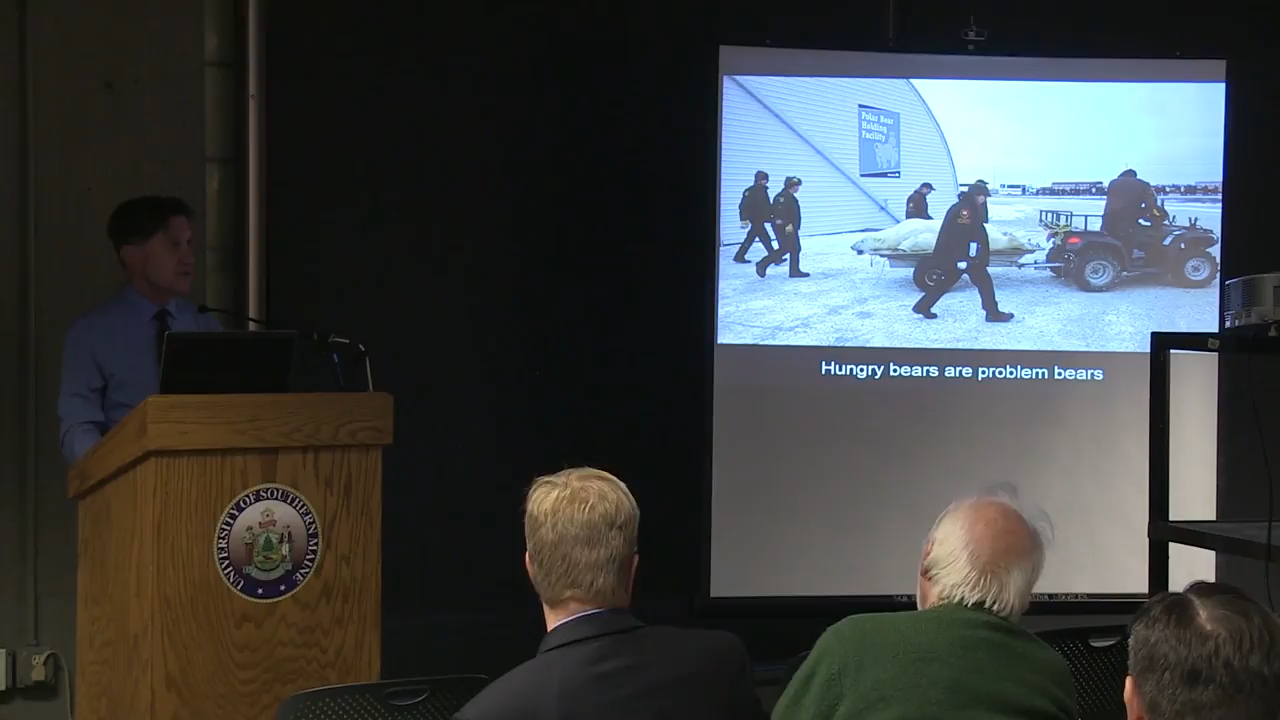 Polar Bear
Holding
Facility
Hungry bears are problem bears
UNIVERSITY OF SOUTHERN MAINE